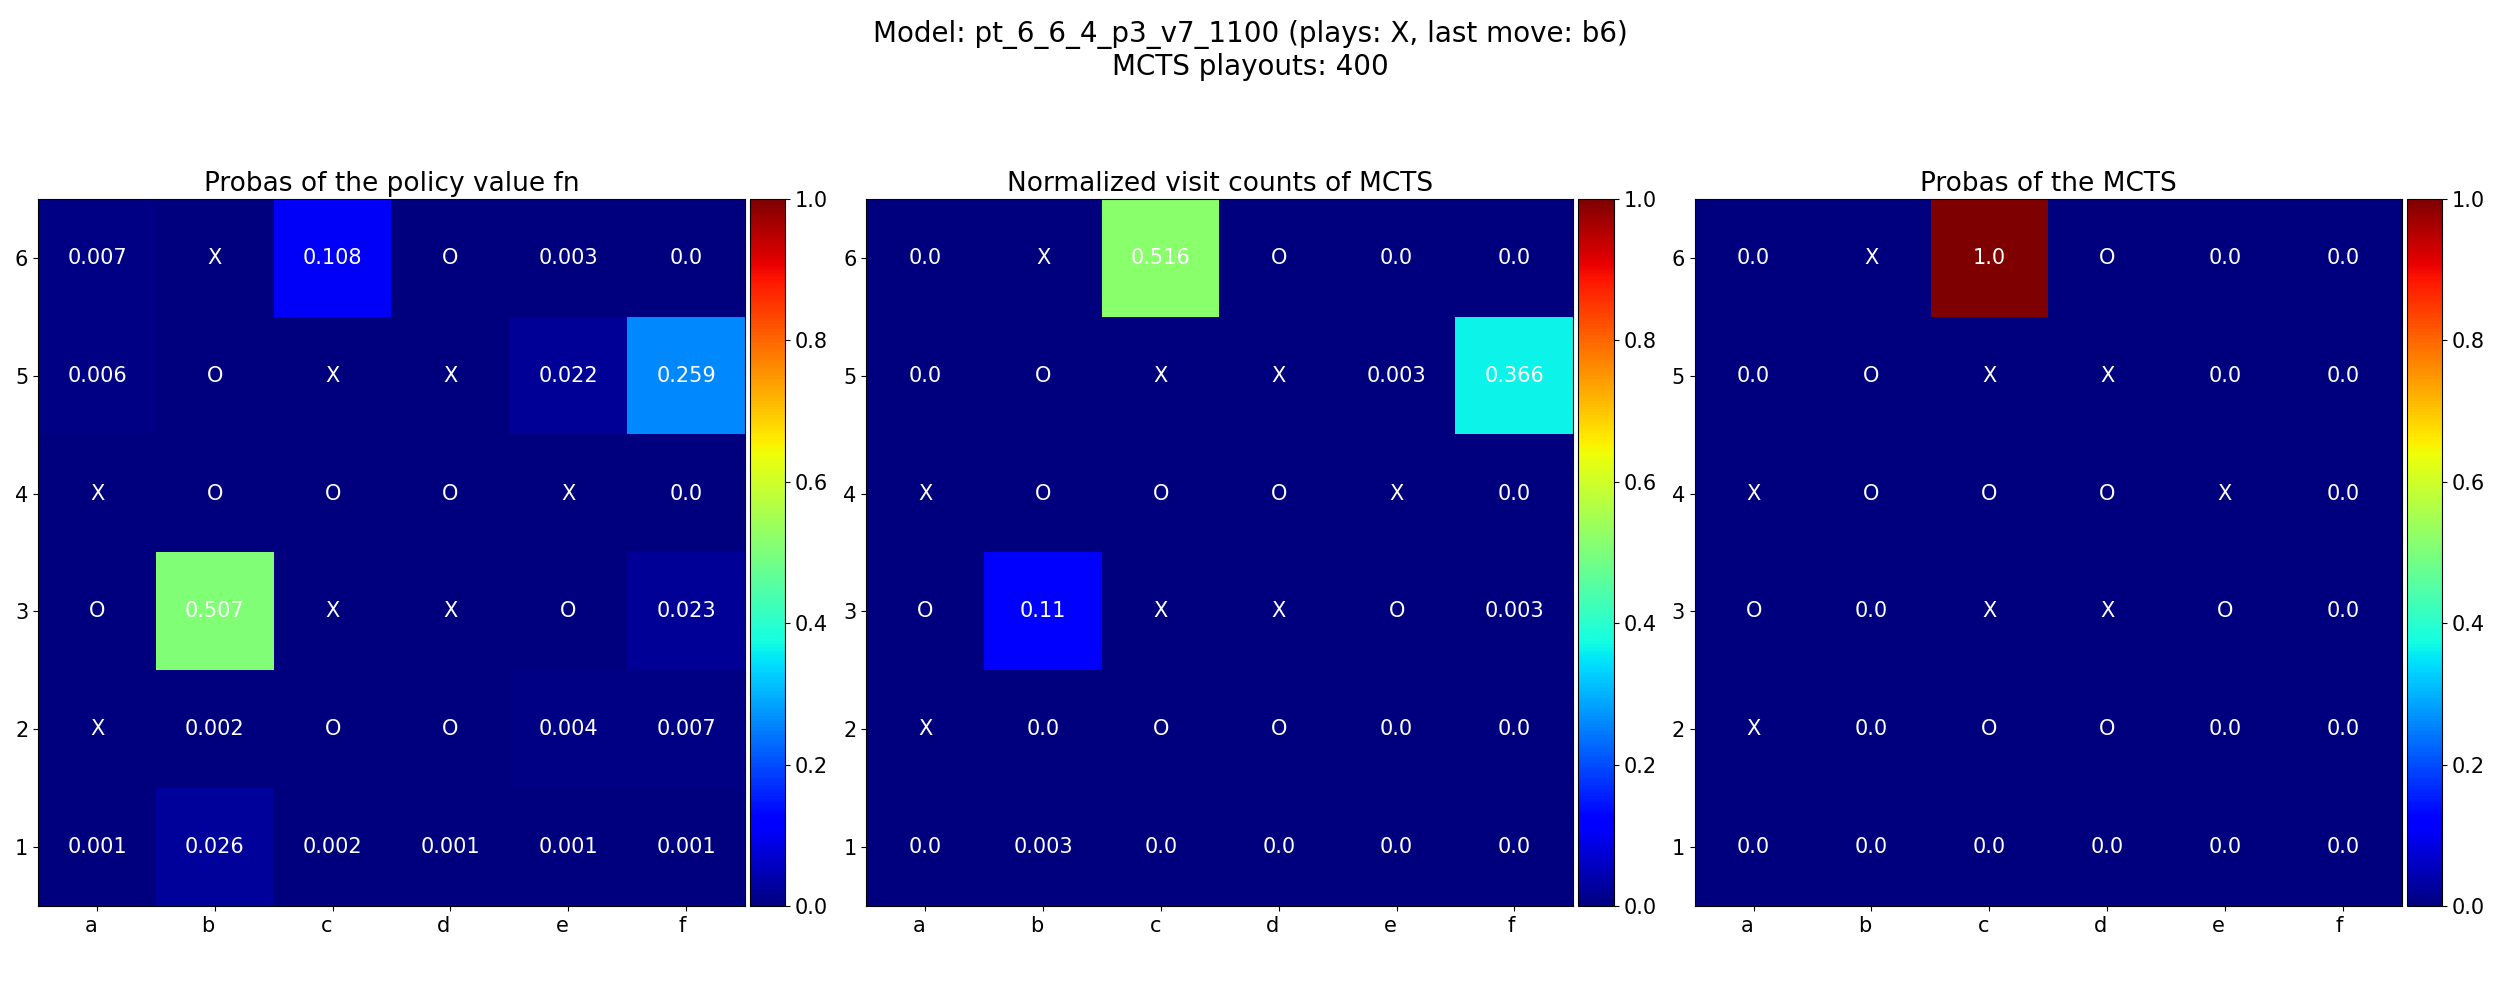 Model: pt_6_6_4_p3_v7_1100 (plays: X, last move: b6)
MCTS playouts: 400
Probas of the policy value fn
6 0.007 X 0.108 O 0.003 0.0
5 0.006 O X X 0.022 0.259
4 X O O O X 0.0
3 O 0.507 X X O 0.023
2 X 0.002 O O 0.004 0.007
1 0.001 0.026 0.002 0.001 0.001 0.001
a b c d e f
1.0
0.8
0.6
0.4
0.2
0.0
Normalized visit counts of MCTS
6 0.0 X 0.516 O 0.0 0.0
5 0.0 O X X 0.003 0.366
4 X O O O X 0.0
3 O 0.11 X X O 0.003
2 X 0.0 O O 0.0 0.0
1 0.0 0.003 0.0 0.0 0.0 0.0
a b c d e f
1.0
0.8
0.6
0.4
0.2
0.0
Probas of the MCTS
6 0.0 X 1.0 O 0.0 0.0
5 0.0 O X X 0.0 0.0
4 X O O O X 0.0
3 O 0.0 X X O 0.0
2 X 0.0 O O 0.0 0.0
1 0.0 0.0 0.0 0.0 0.0 0.0
a b c d e f
1.0
0.8
0.6
0.4
0.2
0.0